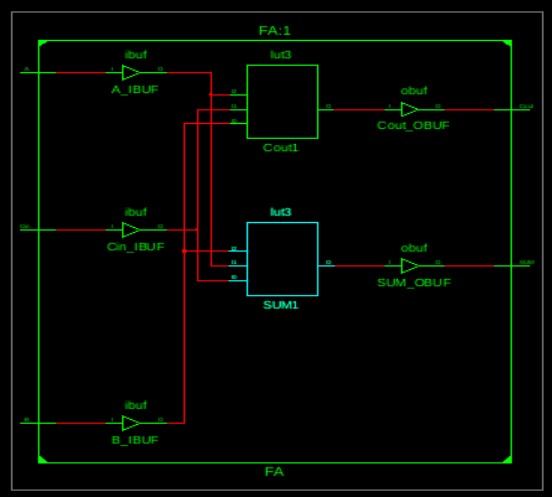 FA:1
ibuf
lut3
A
I
O
A_IBUF
I2
I1
I0
O
obuf
I
O
Cout
Cout_OBUF
Cout1
ibuf
lut3
obuf
Cin
I
O
Cin_IBUF
I2
I1
I0
O
I
O
SUM
SUM_OBUF
SUM1
ibuf
B
I
O
B_IBUF
FA